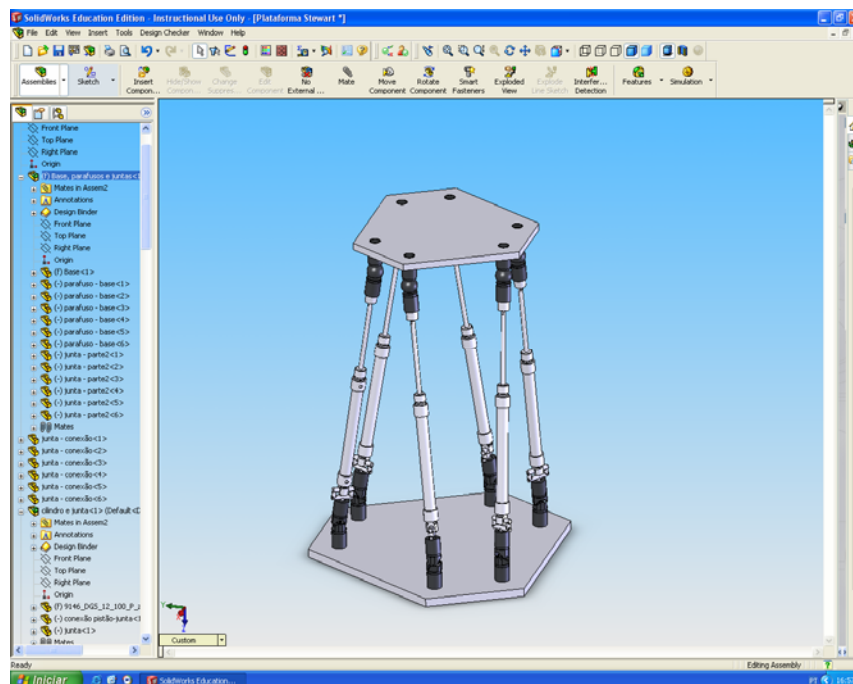 SolidWorks Education Edition - Instructional Use Only - [Plataforma Stewart *]
File Edit View Insert Tools Design Checker Window Help
Assemblies Sketch Insert Compon... Hide/Show Compon... Change Suppres... Edit Component No External ... Mate Move Component Rotate Component Smart Fasteners Exploded View Explode Line Sketch Interfer... Detection Features Simulation
Front Plane
Top Plane
Right Plane
Origin
(f) Base, parafusos e juntas<1
Mates in Assem2
Annotations
Design Binder
Front Plane
Top Plane
Right Plane
Origin
(f) Base<1>
(-) parafuso - base<1>
(-) parafuso - base<2>
(-) parafuso - base<3>
(-) parafuso - base<4>
(-) parafuso - base<5>
(-) parafuso - base<6>
(-) junta - parte2<1>
(-) junta - parte2<2>
(-) junta - parte2<3>
(-) junta - parte2<4>
(-) junta - parte2<5>
(-) junta - parte2<6>
Mates
junta - conexão<1>
junta - conexão<2>
junta - conexão<3>
junta - conexão<4>
junta - conexão<5>
junta - conexão<6>
cilindro e junta<1> (Default<D
Mates in Assem2
Annotations
Design Binder
Front Plane
Top Plane
Right Plane
Origin
(f) 9146_DGS_12_100_P_
(-) conexão pistão-junta<1
(-) junta<1>
Mates
Y
Z
Custom
Ready
Editing Assembly
Iniciar
SolidWorks Education...
PT